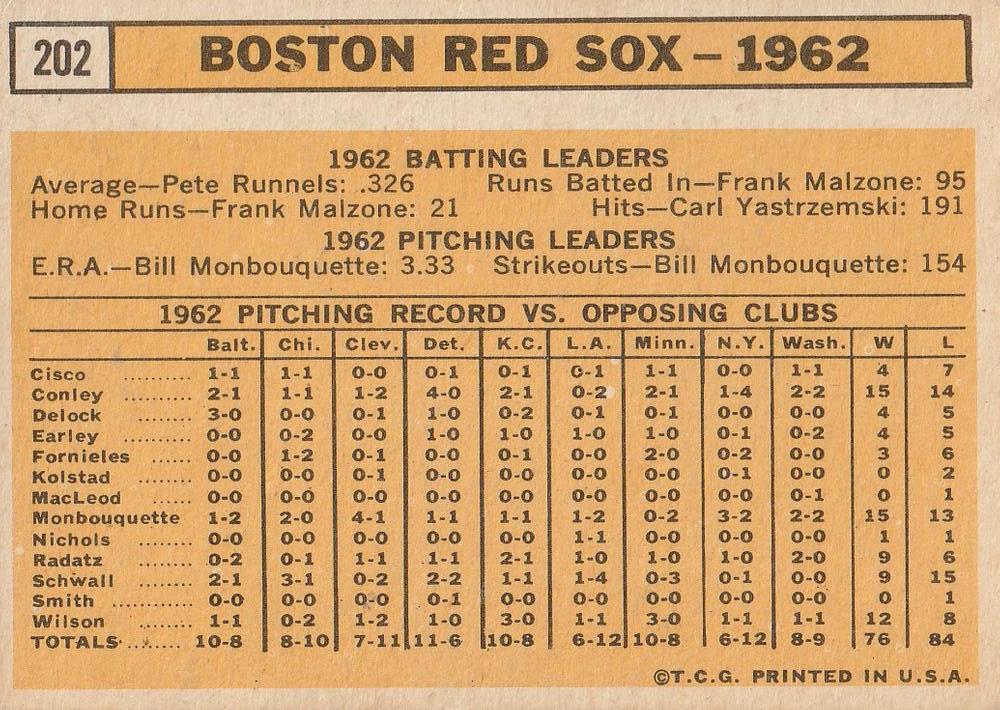 202 BOSTON RED SOX – 1962
1962 BATTING LEADERS
Average—Pete Runnels: .326 Runs Batted In—Frank Malzone: 95
Home Runs—Frank Malzone: 21 Hits—Carl Yastrzemski: 191
1962 PITCHING LEADERS
E.R.A.—Bill Monbouquette: 3.33 Strikeouts—Bill Monbouquette: 154
1962 PITCHING RECORD VS. OPPOSING CLUBS
Balt. Chi. Clev. Det. K.C. L.A. Minn. N.Y. Wash. W L
Cisco .......... 1-1 1-1 0-0 0-1 0-1 0-1 1-1 0-0 1-1 4 7
Conley .......... 2-1 1-1 1-2 4-0 2-1 0-2 2-1 1-4 2-2 15 14
Delock .......... 3-0 0-0 0-1 1-0 0-2 0-1 0-1 0-0 0-0 4 5
Earley .......... 0-0 0-2 0-0 1-0 1-0 1-0 1-0 0-1 0-2 4 5
Fornieles ...... 0-0 1-2 0-1 0-0 0-1 0-0 2-0 0-2 0-0 3 6
Kolstad ........ 0-0 0-0 0-1 0-0 0-0 0-0 0-0 0-1 0-0 0 2
MacLeod ...... 0-0 0-0 0-0 0-0 0-0 0-0 0-0 0-0 0-1 0 1
Monbouquette 1-2 2-0 4-1 1-1 1-1 1-2 0-2 3-2 2-2 15 13
Nichols ........ 0-0 0-0 0-0 0-0 0-0 1-1 0-0 0-0 0-0 1 1
Radatz ........ 0-2 0-1 1-1 1-1 2-1 1-0 1-0 1-0 2-0 9 6
Schwall ........ 2-1 3-1 0-2 2-2 1-1 1-4 0-3 0-1 0-0 9 15
Smith ............ 0-0 0-0 0-0 0-1 0-0 0-0 0-0 0-0 0-0 0 1
Wilson .......... 1-1 0-2 1-2 1-0 3-0 1-1 3-0 1-1 1-1 12 8
TOTALS ........ 10-8 8-10 7-11 11-6 10-8 6-12 10-8 6-12 8-9 76 84
©T.C.G. PRINTED IN U.S.A.